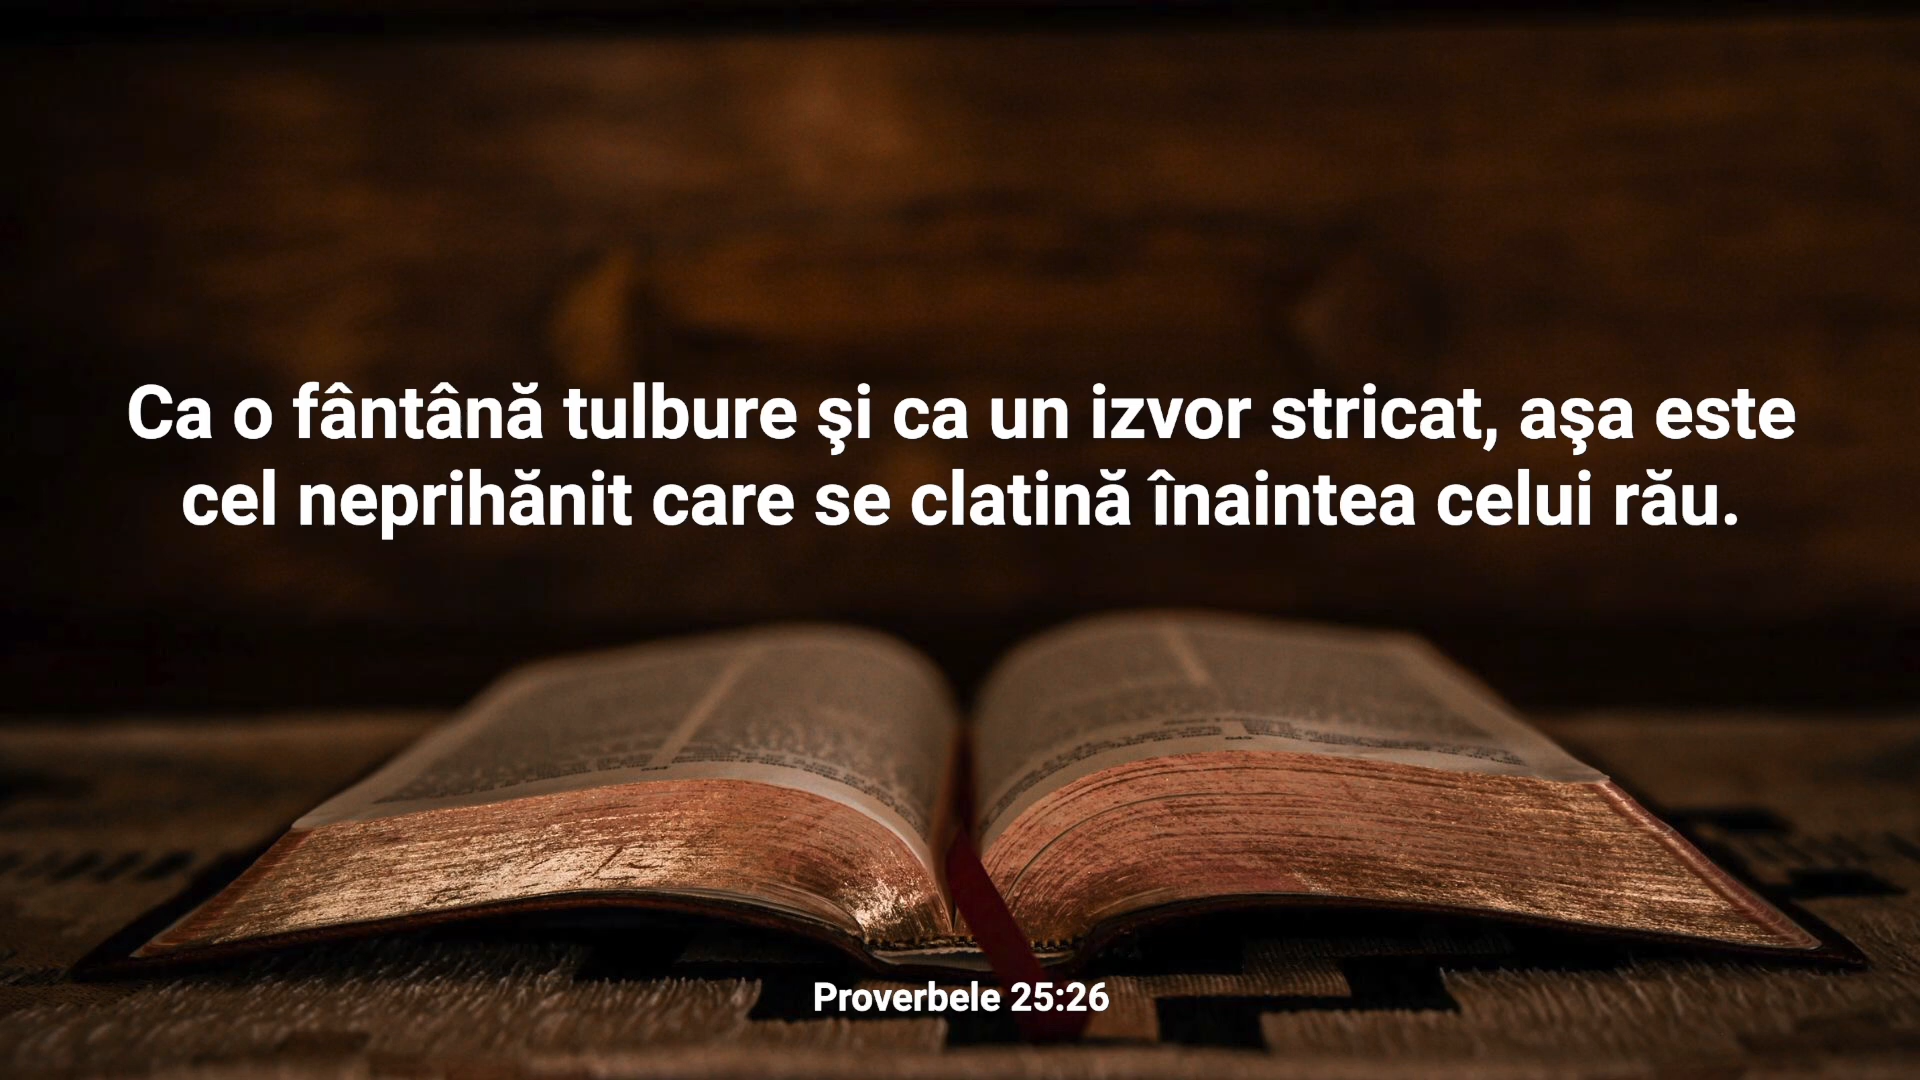 Ca o fântână tulbure şi ca un izvor stricat, aşa este
cel neprihănit care se clatină înaintea celui rău.
Proverbele 25:26